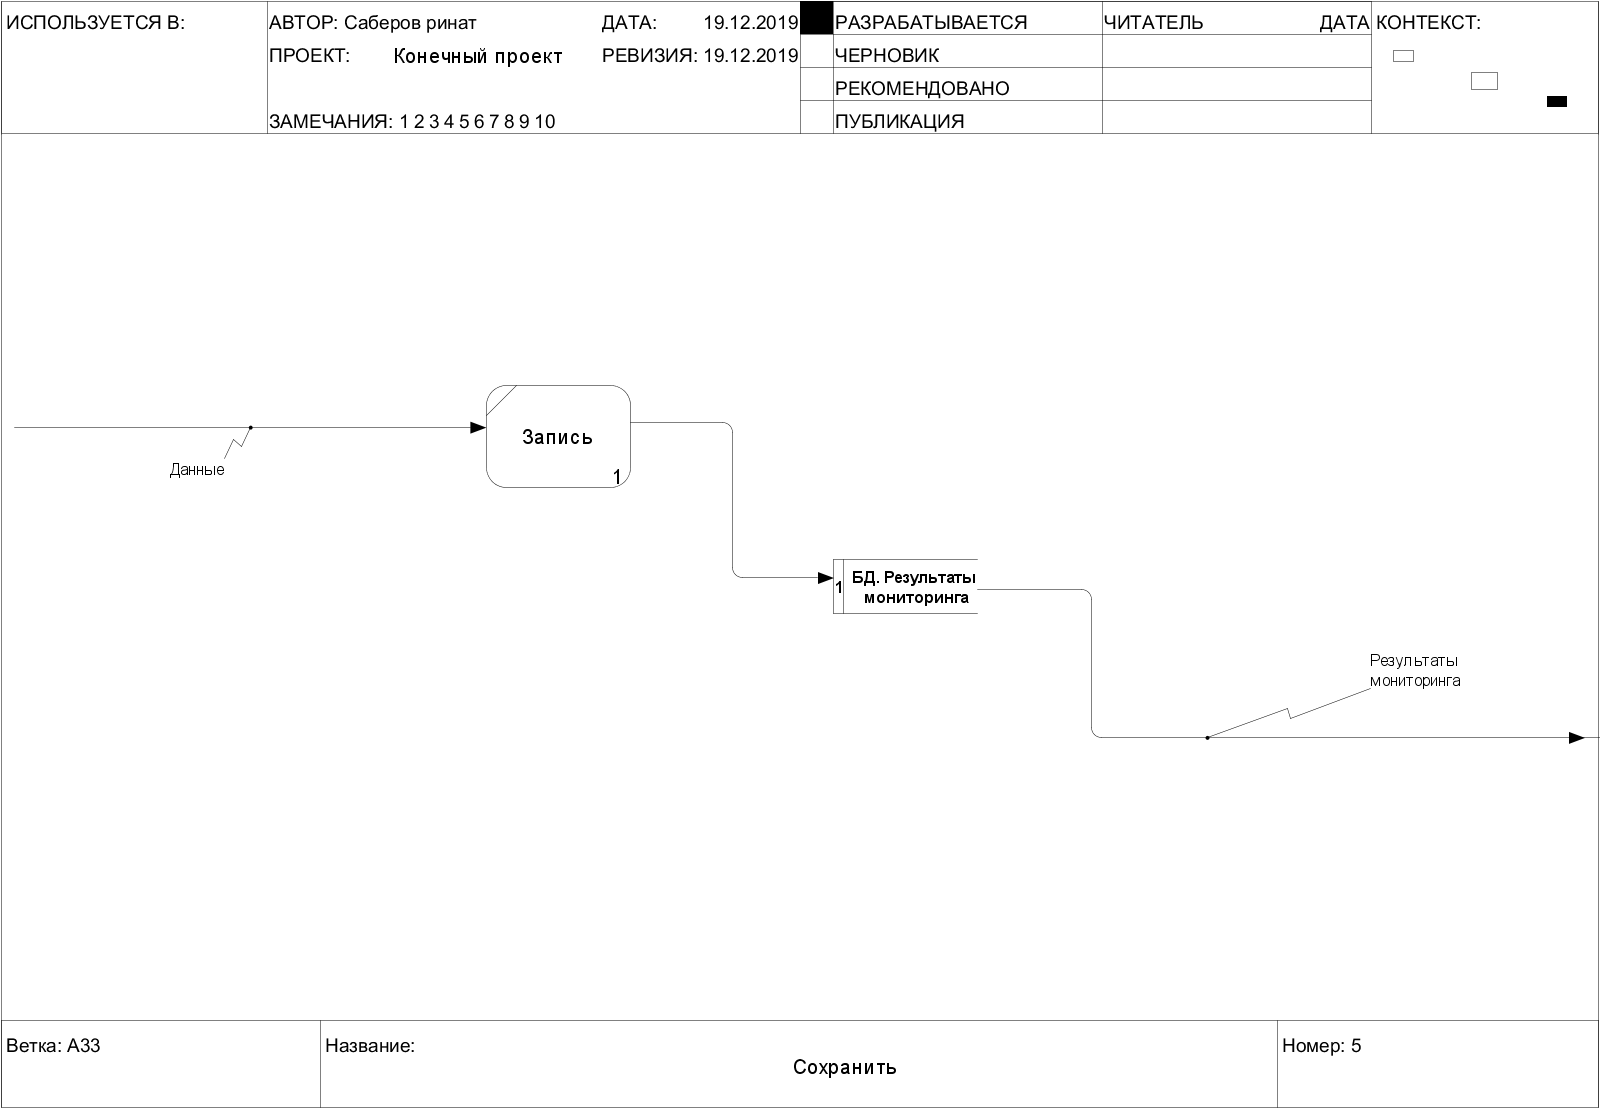 ИСПОЛЬЗУЕТСЯ В:
АВТОР: Саберов ринат
ДАТА: 19.12.2019
ПРОЕКТ: Конечный проект
РЕВИЗИЯ: 19.12.2019
ЗАМЕЧАНИЯ: 1 2 3 4 5 6 7 8 9 10
РАЗРАБАТЫВАЕТСЯ
ЧЕРНОВИК
РЕКОМЕНДОВАНО
ПУБЛИКАЦИЯ
ЧИТАТЕЛЬ
ДАТА
КОНТЕКСТ:
Запись
1
Данные
1
БД. Результаты
мониторинга
Результаты
мониторинга
Ветка: A33
Название:
Сохранить
Номер: 5